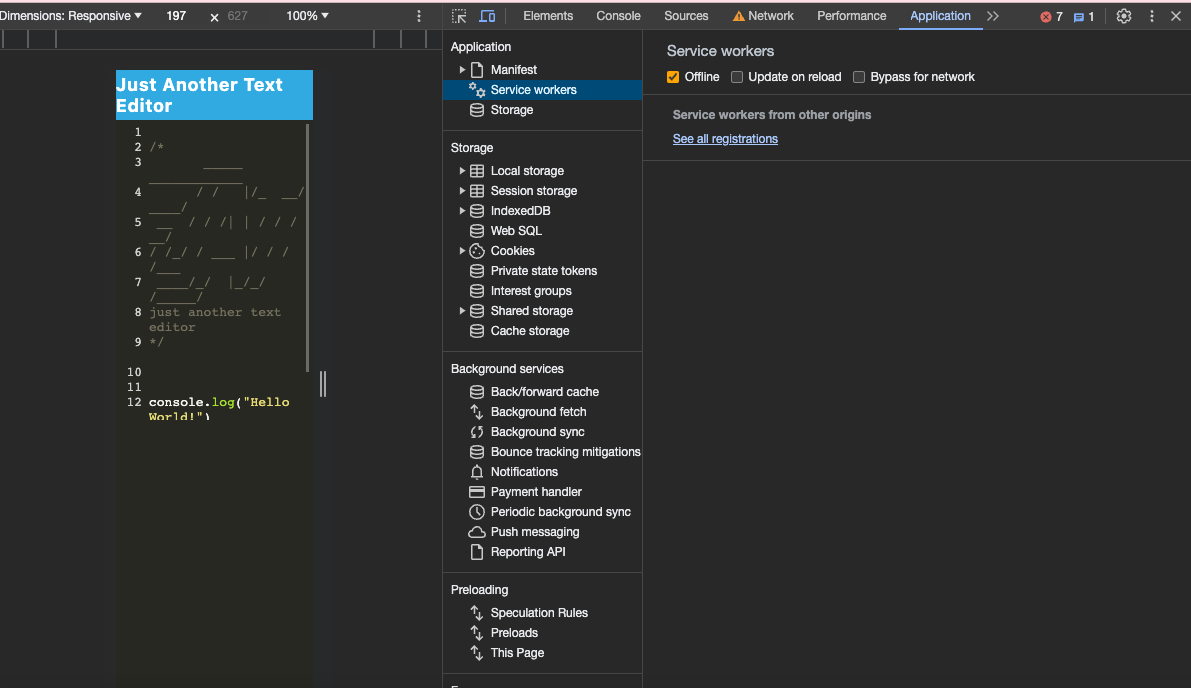 Dimensions: Responsive ▼ 197 x 627 100% ▼
Elements Console Sources Network Performance Application 7 1
Just Another Text
Editor
1
2 /*
3 _____
______________
4 / / |/_ __/
____/
5 __ / / /| | / / /
__/
6 / /_/ / ___ |/ / /
/___
7 ____/_/ |_/_/
/_____/
8 just another text
editor
9 */
10
11
12 console.log("Hello
World!")
Application
Manifest
Service workers
Storage
Storage
Local storage
Session storage
IndexedDB
Web SQL
Cookies
Private state tokens
Interest groups
Shared storage
Cache storage
Background services
Back/forward cache
Background fetch
Background sync
Bounce tracking mitigations
Notifications
Payment handler
Periodic background sync
Push messaging
Reporting API
Preloading
Speculation Rules
Preloads
This Page
Service workers
Offline Update on reload Bypass for network
Service workers from other origins
See all registrations